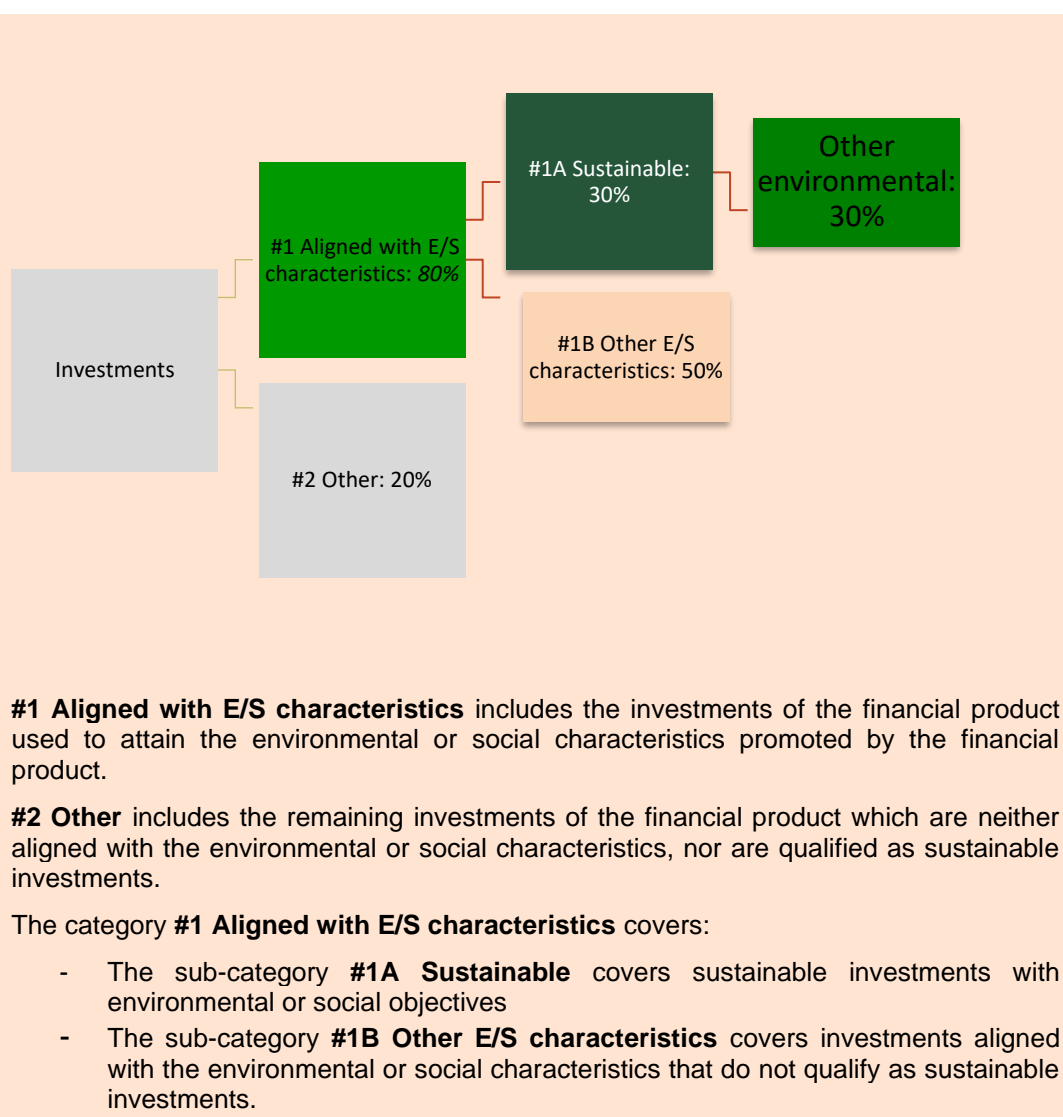 #1A Sustainable:
30%
Other
environmental:
30%
#1 Aligned with E/S
characteristics: 80%
#1B Other E/S
characteristics: 50%
Investments
#2 Other: 20%
#1 Aligned with E/S characteristics includes the investments of the financial product
used to attain the environmental or social characteristics promoted by the financial
product.
#2 Other includes the remaining investments of the financial product which are neither
aligned with the environmental or social characteristics, nor are qualified as sustainable
investments.
The category #1 Aligned with E/S characteristics covers:
- The sub-category #1A Sustainable covers sustainable investments with
environmental or social objectives
- The sub-category #1B Other E/S characteristics covers investments aligned
with the environmental or social characteristics that do not qualify as sustainable
investments.